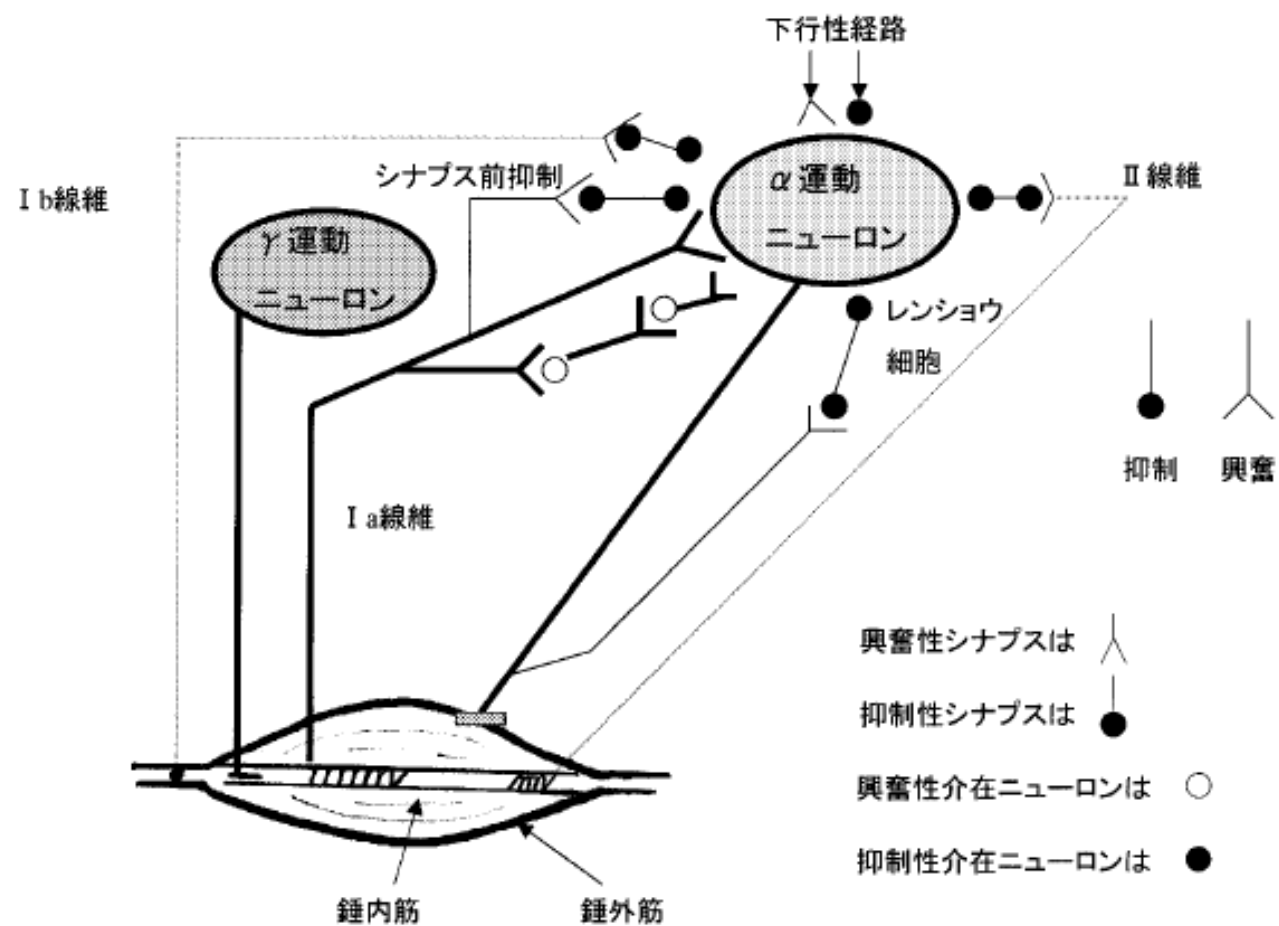 下行性経路
シナプス前抑制
α運動
ニューロン
Ⅱ線維
Ⅰb線維
γ運動
ニューロン
レンショウ
細胞
抑制 興奮
Ⅰa線維
興奮性シナプスは
抑制性シナプスは
興奮性介在ニューロンは
抑制性介在ニューロンは
錘内筋
錘外筋